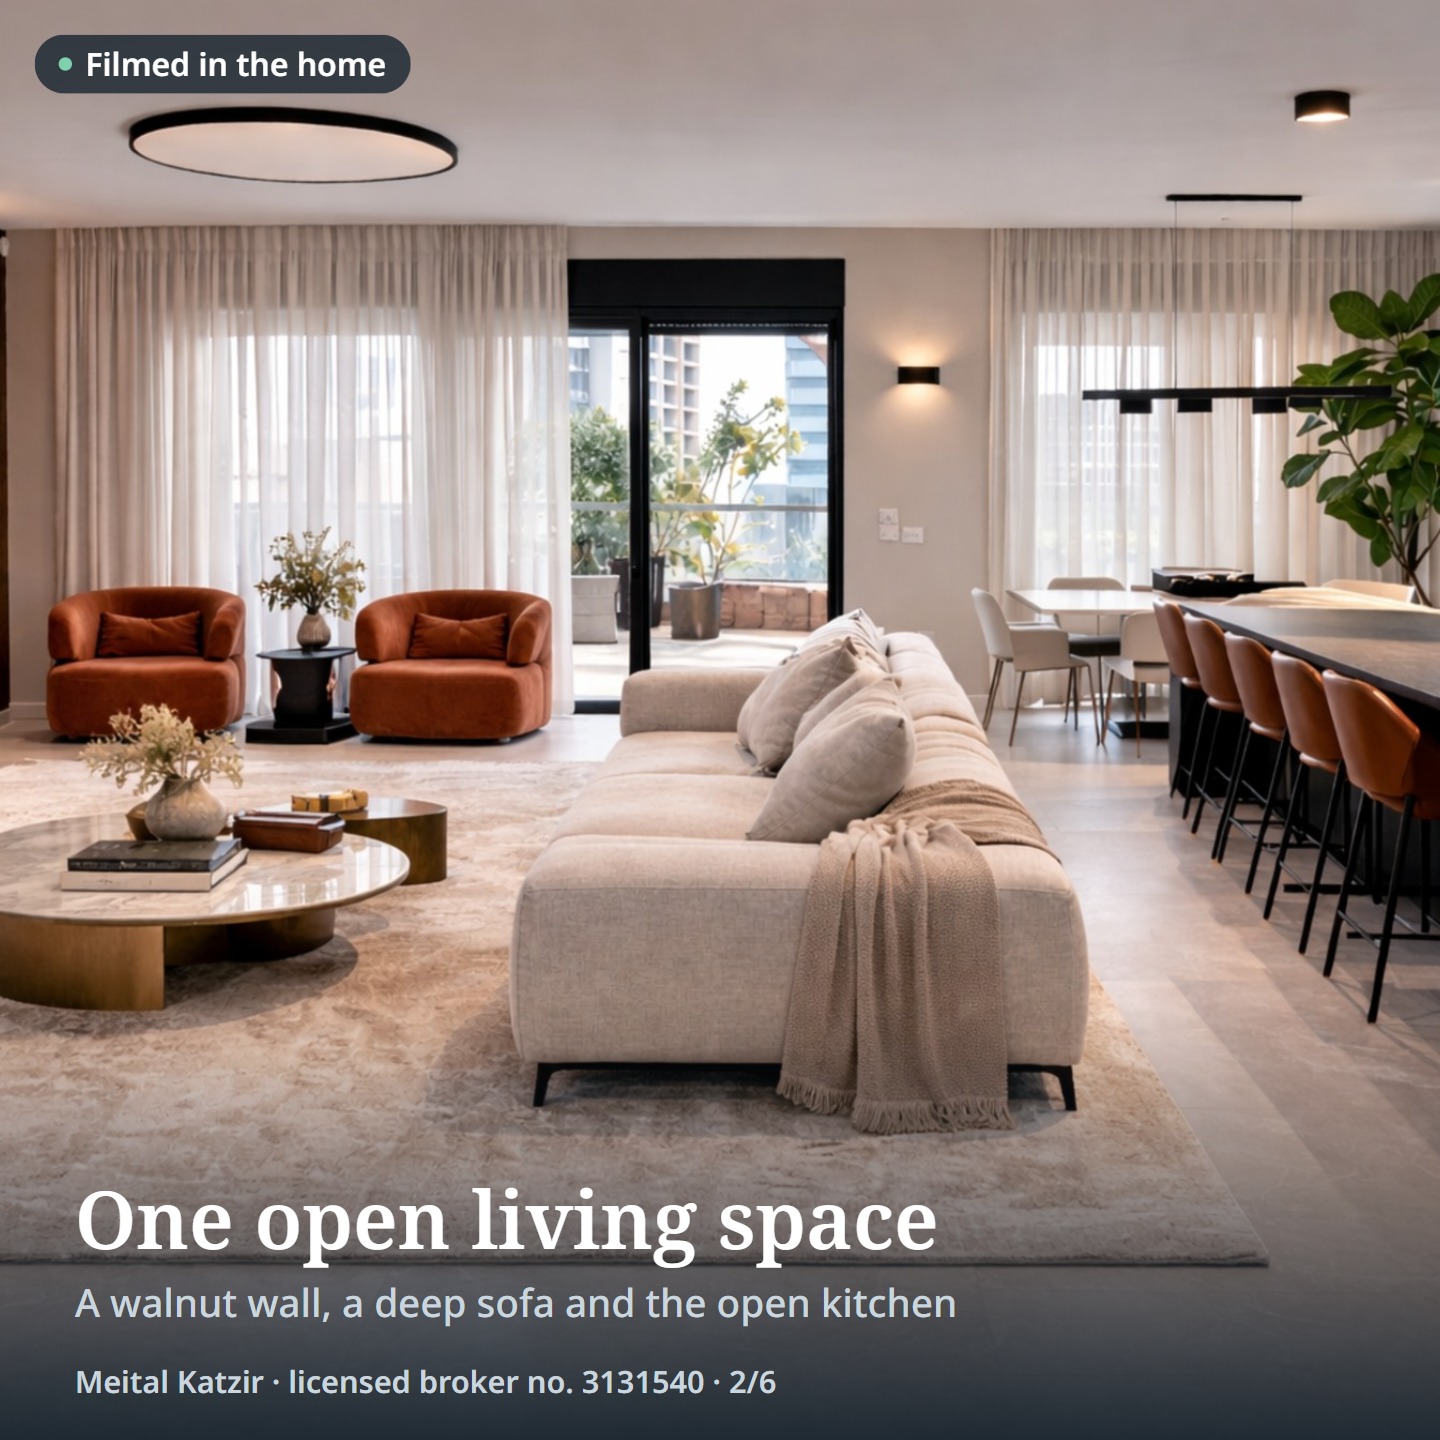 Filmed in the home
One open living space
A walnut wall, a deep sofa and the open kitchen
Meital Katzir · licensed broker no. 3131540 · 2/6